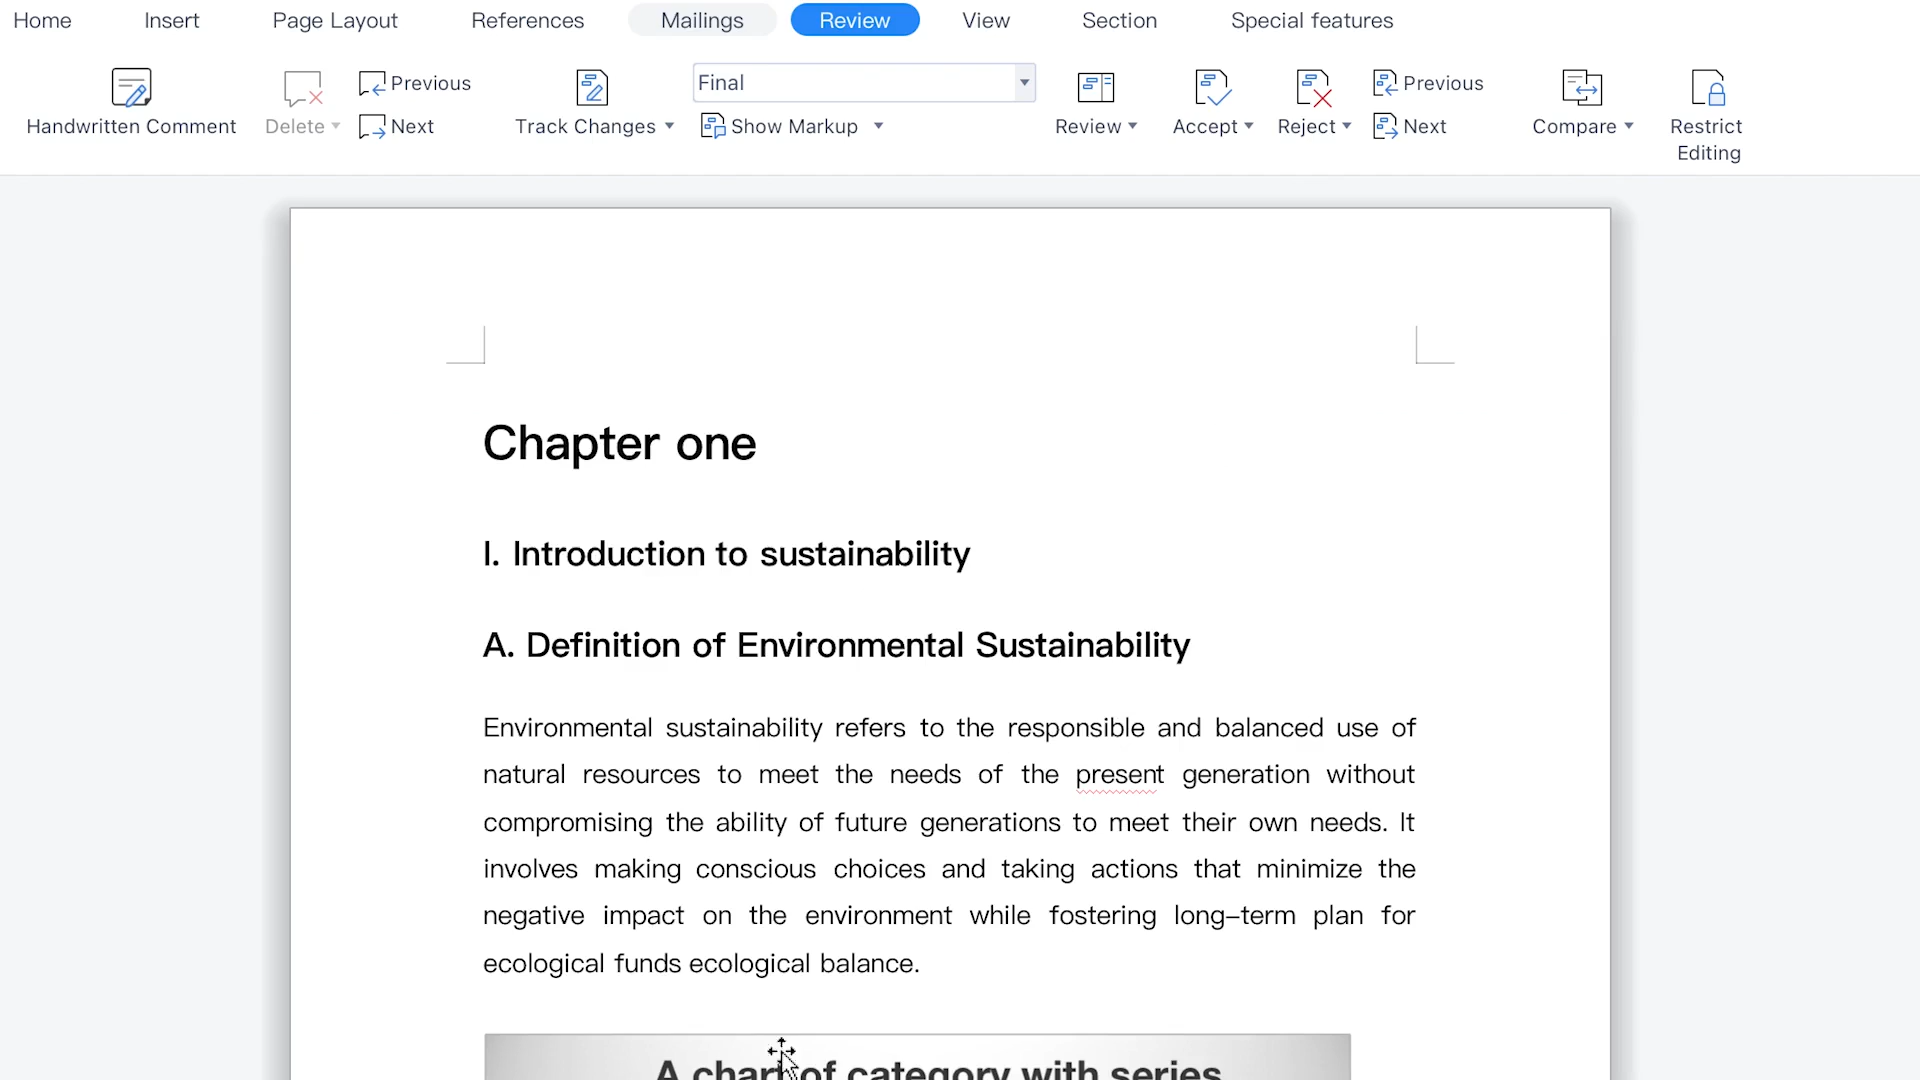 Home Insert Page Layout References Mailings Review View Section Special features
Handwritten Comment Delete Previous Next Track Changes Final Show Markup Review Accept Reject Previous Next Compare Restrict Editing
Chapter one
I. Introduction to sustainability
A. Definition of Environmental Sustainability
Environmental sustainability refers to the responsible and balanced use of
natural resources to meet the needs of the present generation without
compromising the ability of future generations to meet their own needs. It
involves making conscious choices and taking actions that minimize the
negative impact on the environment while fostering long–term plan for
ecological funds ecological balance.
A chart of category with series